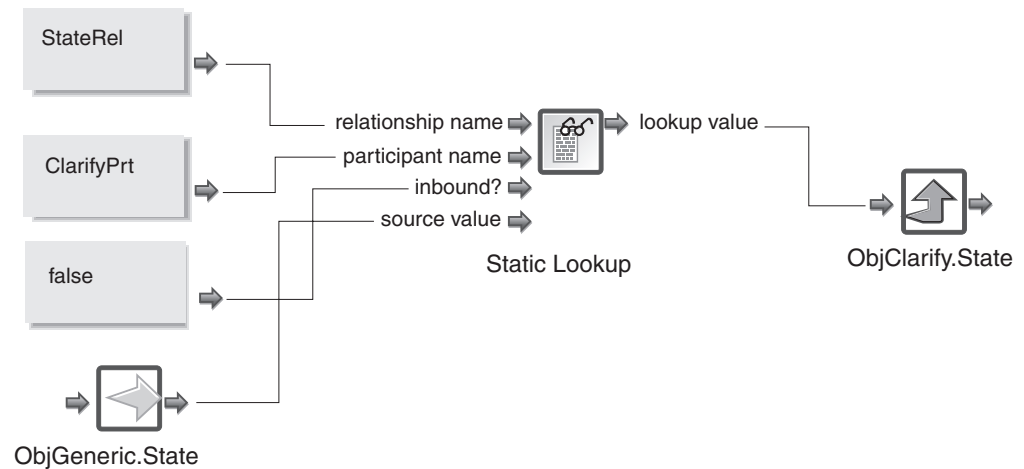 StateRel
relationship name
lookup value
participant name
ClarifyPrt
inbound?
source value
Static Lookup
ObjClarify.State
false
ObjGeneric.State